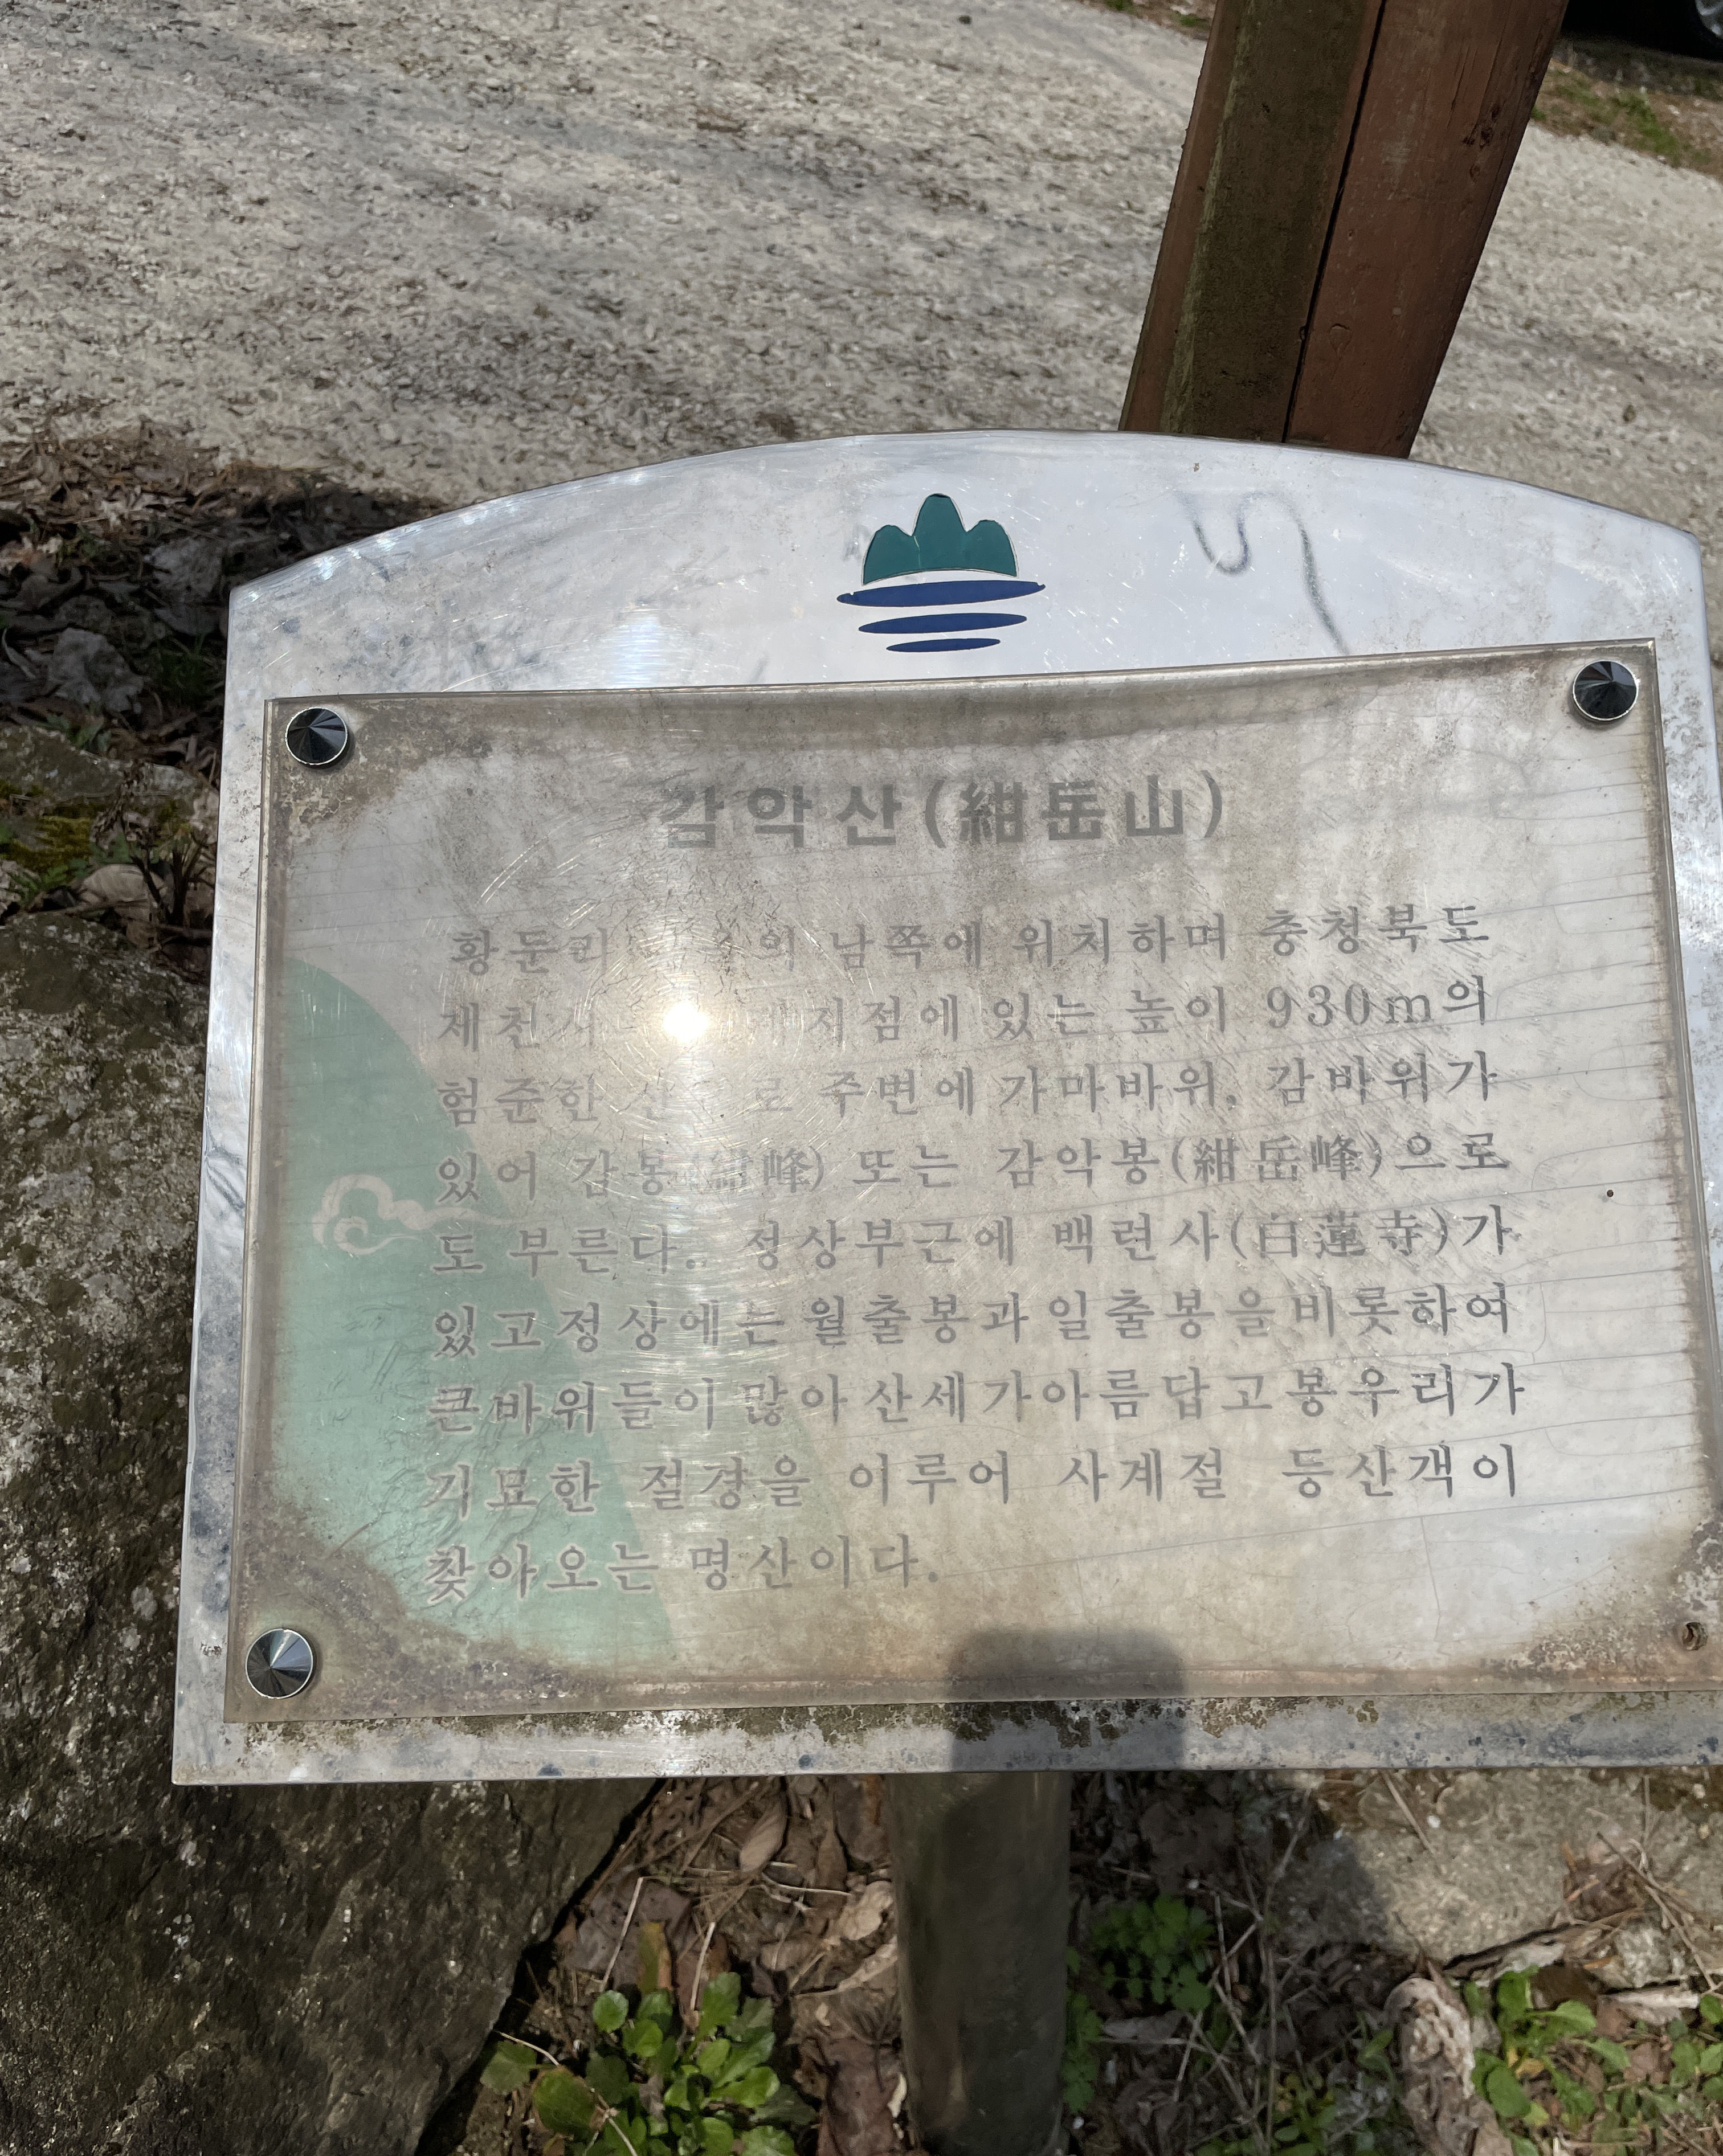 감악산(紺岳山)
황둔리 남쪽에 위치하며 충청북도
제천시 지점에 있는 높이 930m의
험준한 주변에 가마바위, 감바위가
있어 감봉(紺峰) 또는 감악봉(紺岳峰)으로
도 부른다. 정상부근에 백련사(白蓮寺)가
있고 정상에는 월출봉과 일출봉을 비롯하여
큰바위들이 많아 산세가아름답고봉우리가
기묘한 절경을 이루어 사계절 등산객이
찾아오는 명산이다.